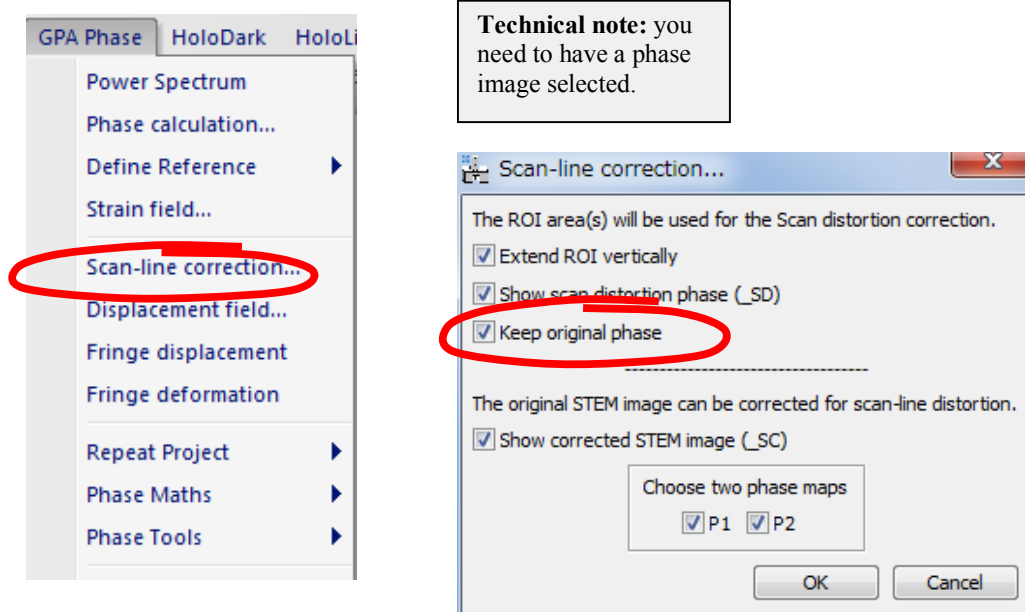 GPA Phase HoloDark HoloLi
Power Spectrum
Phase calculation...
Define Reference
Strain field...
Scan-line correction...
Displacement field...
Fringe displacement
Fringe deformation
Repeat Project
Phase Maths
Phase Tools
Technical note: you
need to have a phase
image selected.
Scan-line correction...
The ROI area(s) will be used for the Scan distortion correction.
Extend ROI vertically
Show scan distortion phase (_SD)
Keep original phase
-----------------------------------
The original STEM image can be corrected for scan-line distortion.
Show corrected STEM image (_SC)
Choose two phase maps
P1 P2
OK Cancel